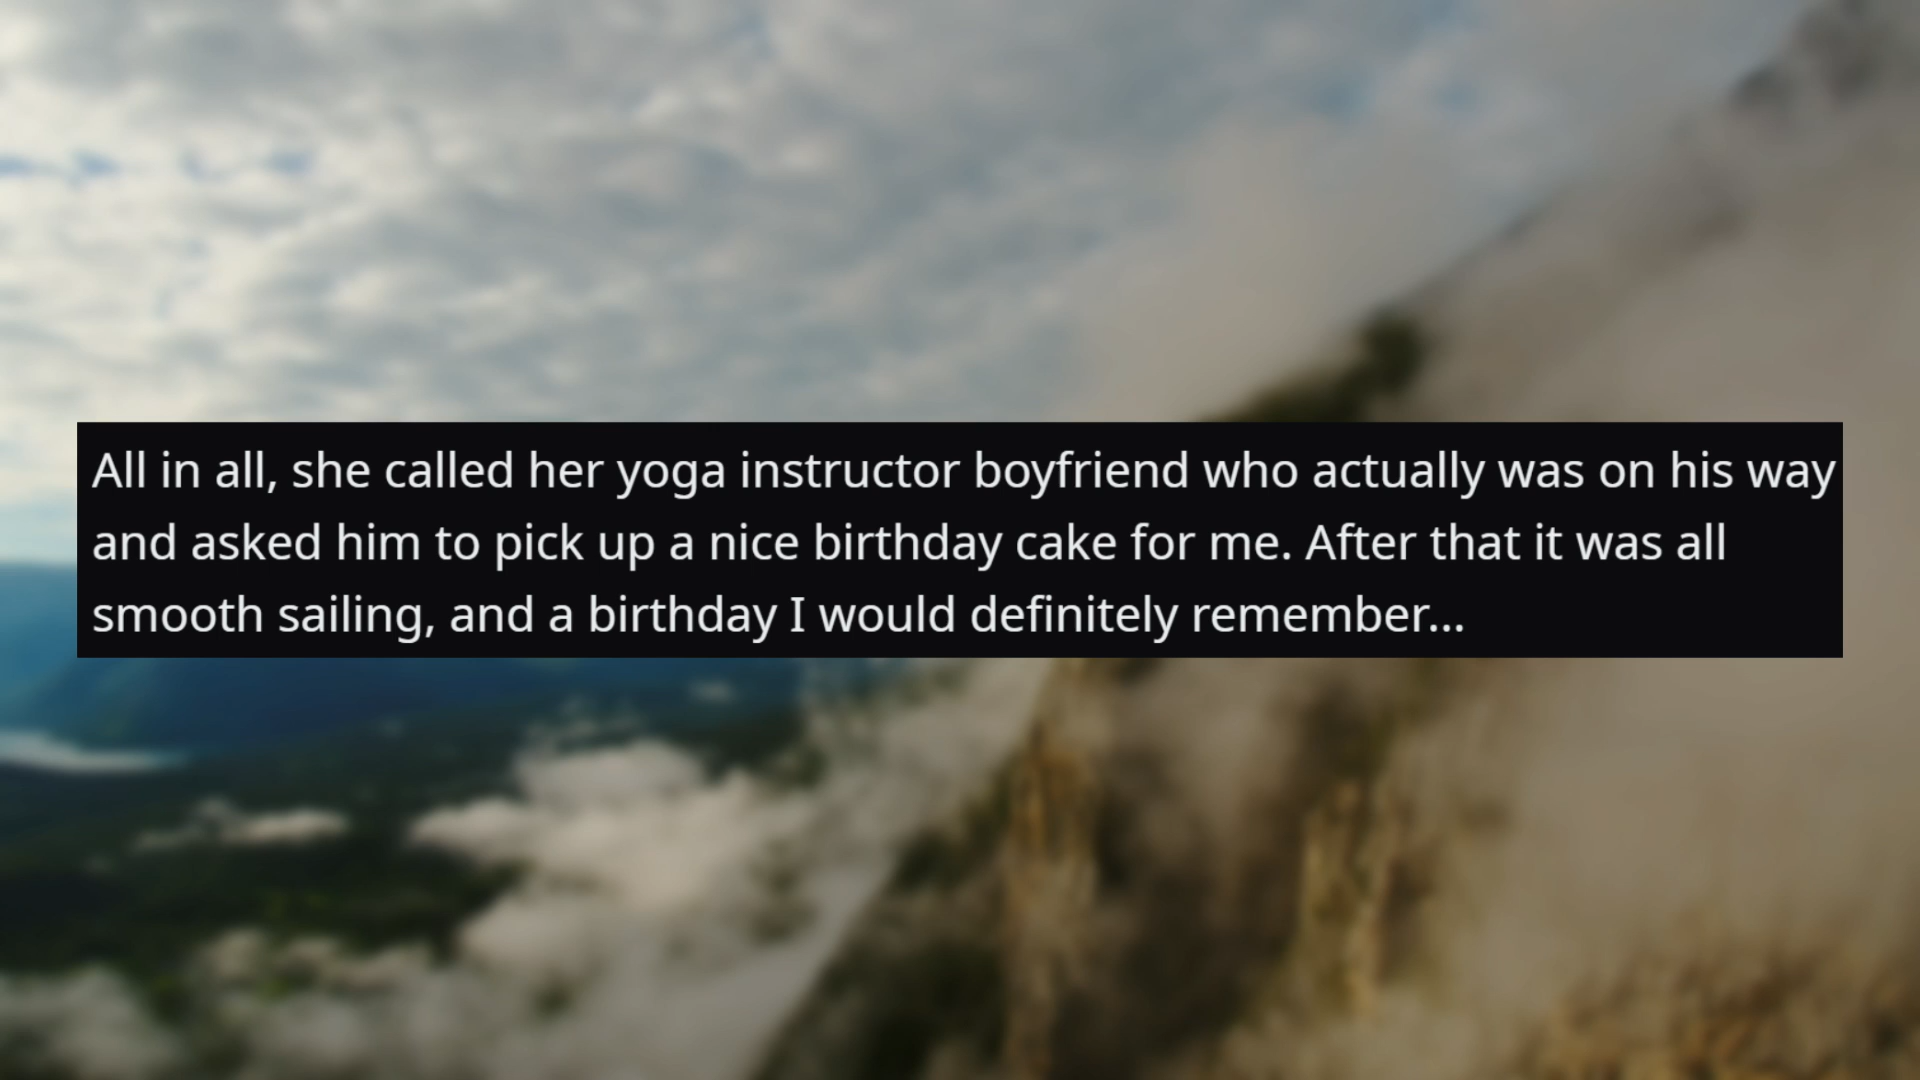 All in all, she called her yoga instructor boyfriend who actually was on his way
and asked him to pick up a nice birthday cake for me. After that it was all
smooth sailing, and a birthday I would definitely remember...